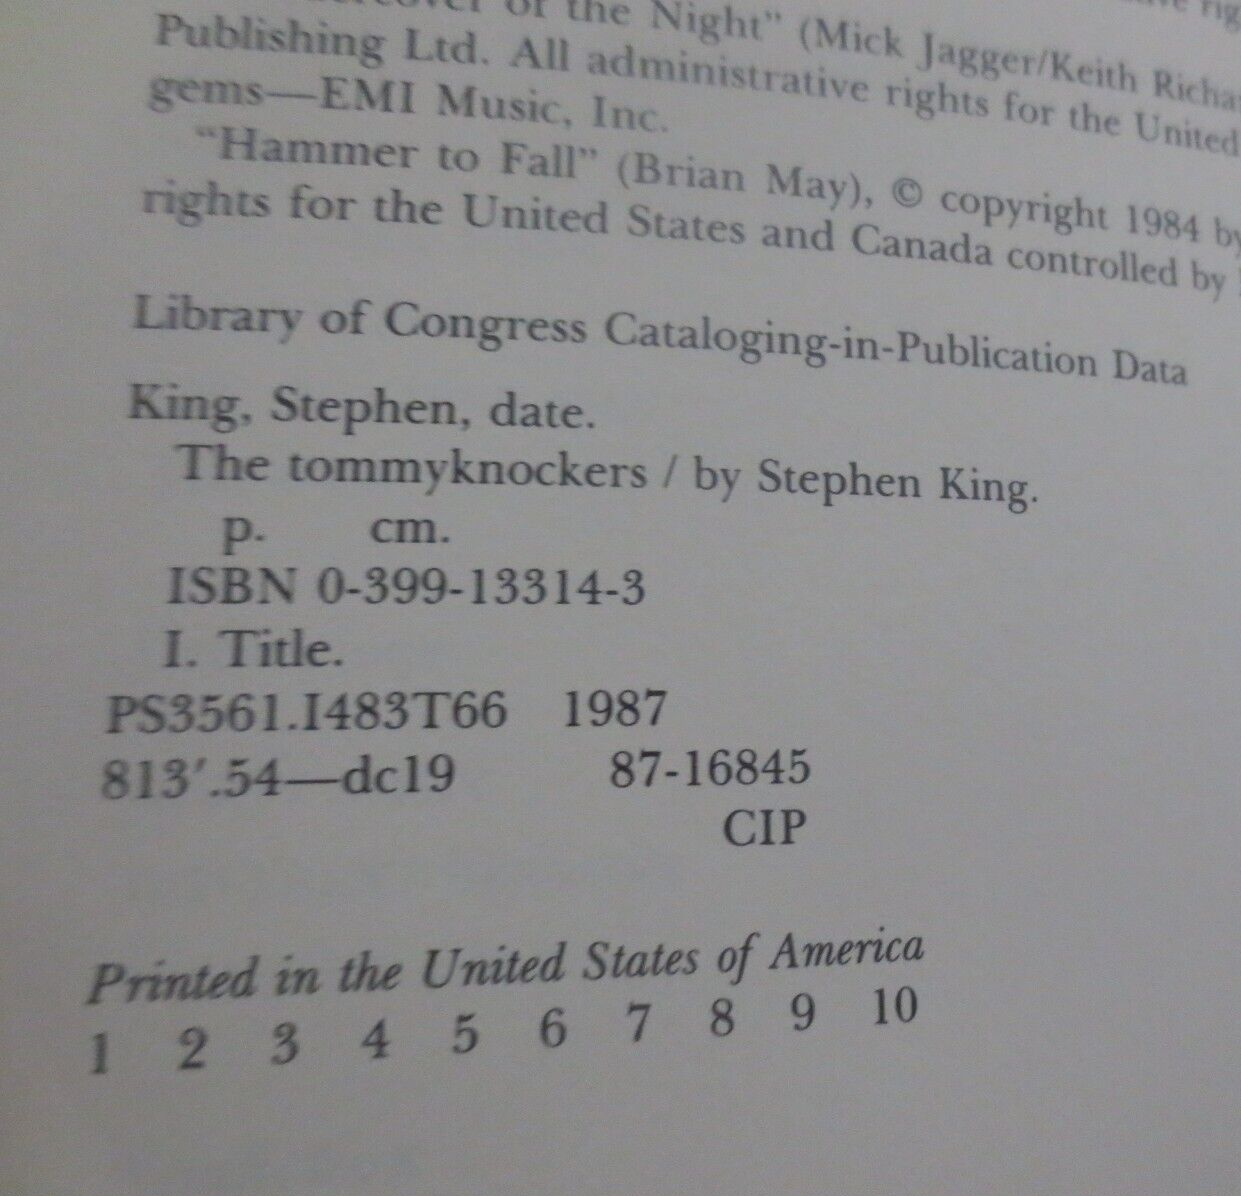 of the Night" (Mick Jagger/Keith
Publishing Ltd. All administrative rights for the United
gems—EMI Music, Inc.
"Hammer to Fall" (Brian May), © copyright 1984 by
rights for the United States and Canada controlled by
Library of Congress Cataloging-in-Publication Data
King, Stephen, date.
The tommyknockers / by Stephen King.
p. cm.
ISBN 0-399-13314-3
I. Title.
PS3561.I483T66 1987
813'.54—dc19 87-16845
CIP
Printed in the United States of America
1 2 3 4 5 6 7 8 9 10